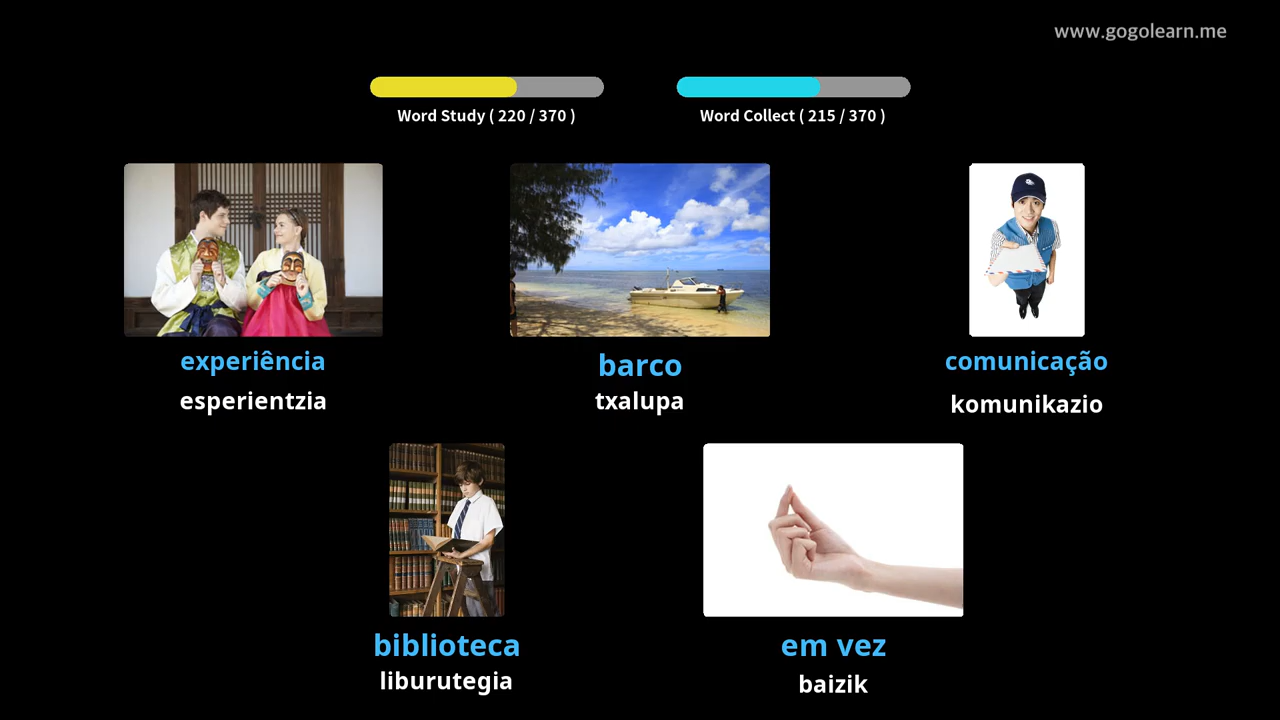 www.gogolearn.me
Word Study ( 220 / 370 )
Word Collect ( 215 / 370 )
experiência
esperientzia
barco
txalupa
comunicação
komunikazio
biblioteca
liburutegia
em vez
baizik